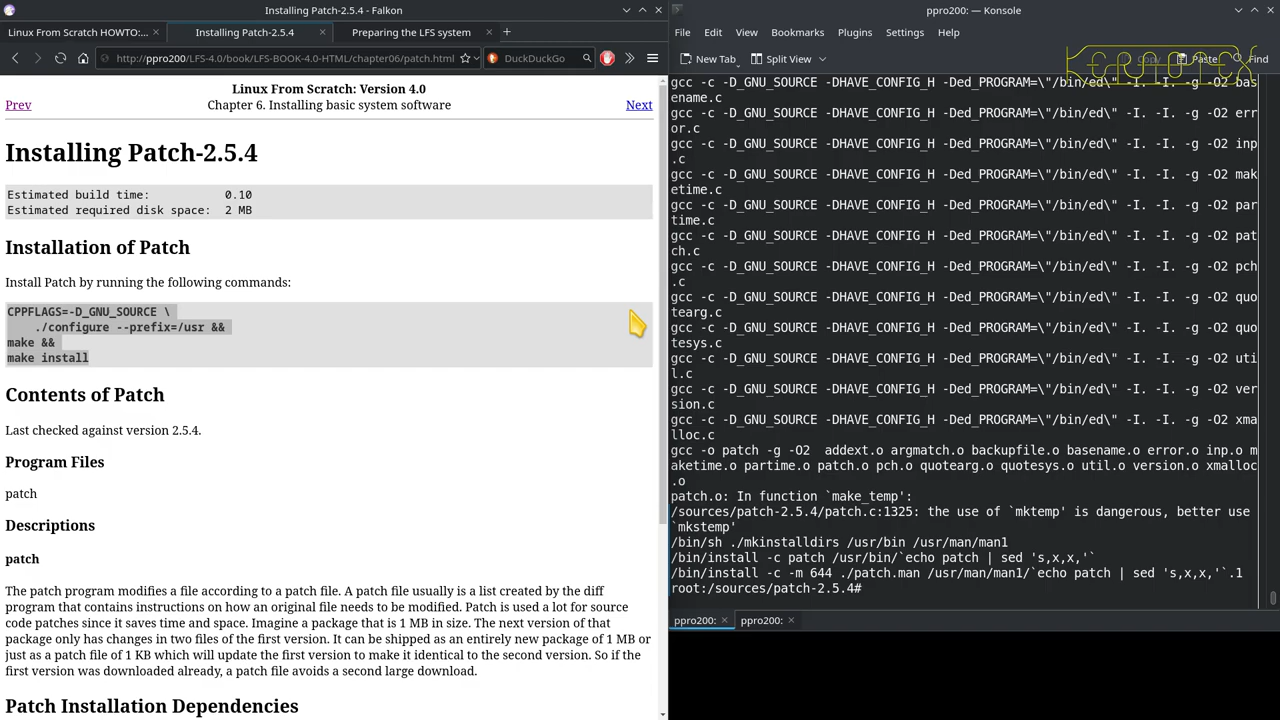 Installing Patch-2.5.4 - Falkon
Linux From Scratch HOWTO:...
Installing Patch-2.5.4
Preparing the LFS system
http://ppro200/LFS-4.0/book/LFS-BOOK-4.0-HTML/chapter06/patch.html
DuckDuckGo
Linux From Scratch: Version 4.0
Prev
Chapter 6. Installing basic system software
Next
Installing Patch-2.5.4
Estimated build time: 0.10
Estimated required disk space: 2 MB
Installation of Patch
Install Patch by running the following commands:
CPPFLAGS=-D_GNU_SOURCE \
./configure --prefix=/usr &&
make &&
make install
Contents of Patch
Last checked against version 2.5.4.
Program Files
patch
Descriptions
patch
The patch program modifies a file according to a patch file. A patch file usually is a list created by the diff
program that contains instructions on how an original file needs to be modified. Patch is used a lot for source
code patches since it saves time and space. Imagine a package that is 1 MB in size. The next version of that
package only has changes in two files of the first version. It can be shipped as an entirely new package of 1 MB or
just as a patch file of 1 KB which will update the first version to make it identical to the second version. So if the
first version was downloaded already, a patch file avoids a second large download.
Patch Installation Dependencies
ppro200: — Konsole
File Edit View Bookmarks Plugins Settings Help
New Tab Split View Copy Paste Find
gcc -c -D_GNU_SOURCE -DHAVE_CONFIG_H -Ded_PROGRAM=\"/bin/ed\" -I. -I. -g -O2 bas
ename.c
gcc -c -D_GNU_SOURCE -DHAVE_CONFIG_H -Ded_PROGRAM=\"/bin/ed\" -I. -I. -g -O2 err
or.c
gcc -c -D_GNU_SOURCE -DHAVE_CONFIG_H -Ded_PROGRAM=\"/bin/ed\" -I. -I. -g -O2 inp
.c
gcc -c -D_GNU_SOURCE -DHAVE_CONFIG_H -Ded_PROGRAM=\"/bin/ed\" -I. -I. -g -O2 mak
etime.c
gcc -c -D_GNU_SOURCE -DHAVE_CONFIG_H -Ded_PROGRAM=\"/bin/ed\" -I. -I. -g -O2 par
time.c
gcc -c -D_GNU_SOURCE -DHAVE_CONFIG_H -Ded_PROGRAM=\"/bin/ed\" -I. -I. -g -O2 pat
ch.c
gcc -c -D_GNU_SOURCE -DHAVE_CONFIG_H -Ded_PROGRAM=\"/bin/ed\" -I. -I. -g -O2 pch
.c
gcc -c -D_GNU_SOURCE -DHAVE_CONFIG_H -Ded_PROGRAM=\"/bin/ed\" -I. -I. -g -O2 quo
tearg.c
gcc -c -D_GNU_SOURCE -DHAVE_CONFIG_H -Ded_PROGRAM=\"/bin/ed\" -I. -I. -g -O2 quo
tesys.c
gcc -c -D_GNU_SOURCE -DHAVE_CONFIG_H -Ded_PROGRAM=\"/bin/ed\" -I. -I. -g -O2 uti
l.c
gcc -c -D_GNU_SOURCE -DHAVE_CONFIG_H -Ded_PROGRAM=\"/bin/ed\" -I. -I. -g -O2 ver
sion.c
gcc -c -D_GNU_SOURCE -DHAVE_CONFIG_H -Ded_PROGRAM=\"/bin/ed\" -I. -I. -g -O2 xma
lloc.c
gcc -o patch -g -O2  addext.o argmatch.o backupfile.o basename.o error.o inp.o m
aketime.o partime.o patch.o pch.o quotearg.o quotesys.o util.o version.o xmalloc
.o
patch.o: In function `make_temp':
/sources/patch-2.5.4/patch.c:1325: the use of `mktemp' is dangerous, better use
`mkstemp'
/bin/sh ./mkinstalldirs /usr/bin /usr/man/man1
/bin/install -c patch /usr/bin/`echo patch | sed 's,x,x,'`
/bin/install -c -m 644 ./patch.man /usr/man/man1/`echo patch | sed 's,x,x,'`.1
root:/sources/patch-2.5.4#
ppro200: ppro200: